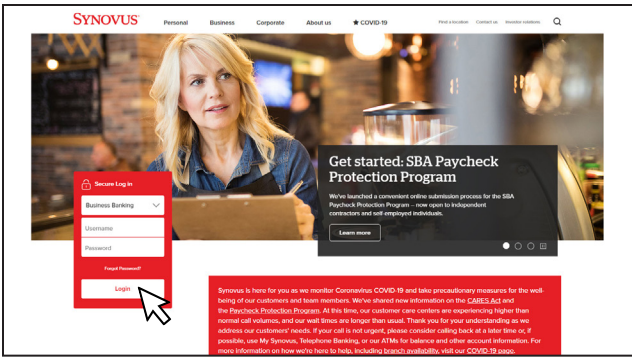 SYNOVUS
Personal Business Corporate About us ★ COVID-19 Find a location Contact us Investor relations
Get started: SBA Paycheck
Protection Program
We've launched a convenient online submission process for the SBA
Paycheck Protection Program – now open to independent
contractors and self-employed individuals.
Learn more
Secure Log In
Business Banking
Username
Password
Forgot Password?
Login
Synovus is here for you as we monitor Coronavirus COVID-19 and take precautionary measures for the well-
being of our customers and team members. We've shared new information on the CARES Act and
the Paycheck Protection Program. At this time, our customer care centers are experiencing higher than
normal call volumes, and our wait times are longer than usual. Thank you for your understanding as we
address our customers' needs. If your call is not urgent, please consider calling back at a later time or, if
possible, use My Synovus, Telephone Banking, or our ATMs for balance and other account information. For
more information on how we're here to help, including branch availability, visit our COVID-19 page.